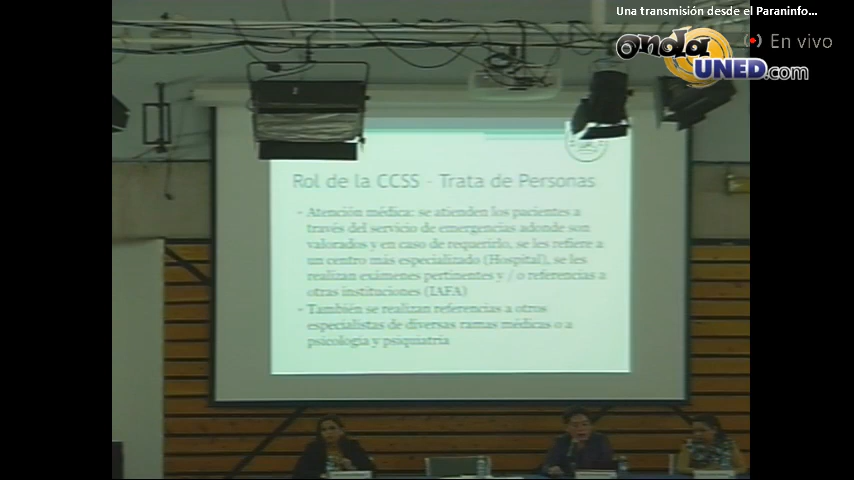 Una transmisión desde el Paraninfo...
onda
UNED.com
En vivo
Rol de la CCSS - Trata de Personas
- Atención médica: se atienden los pacientes a
través del servicio de emergencias adonde son
valorados y en caso de requerirlo, se les refiere a
un centro más especializado (Hospital), se les
realizan exámenes pertinentes y / o referencias a
otras instituciones (IAFA)
- También se realizan referencias a otros
especialistas de diversas ramas médicas o a
psicología y psiquiatría